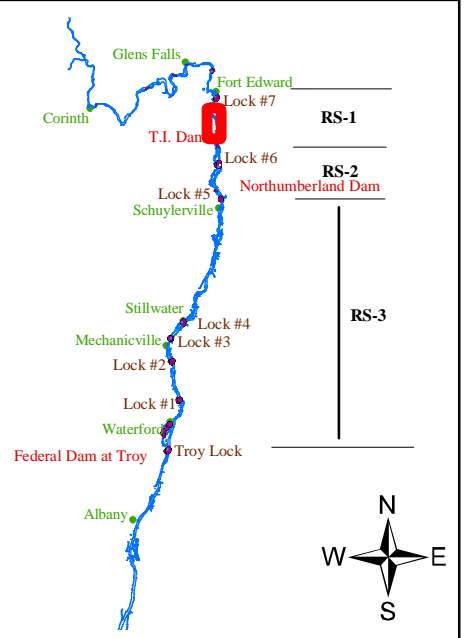 Glens Falls
Fort Edward
Lock #7
Corinth
RS-1
T.I. Dam
Lock #6
RS-2
Northumberland Dam
Lock #5
Schuylerville
Stillwater
RS-3
Lock #4
Mechanicville
Lock #3
Lock #2
Lock #1
Waterford
Federal Dam at Troy
Troy Lock
Albany
N
W
E
S